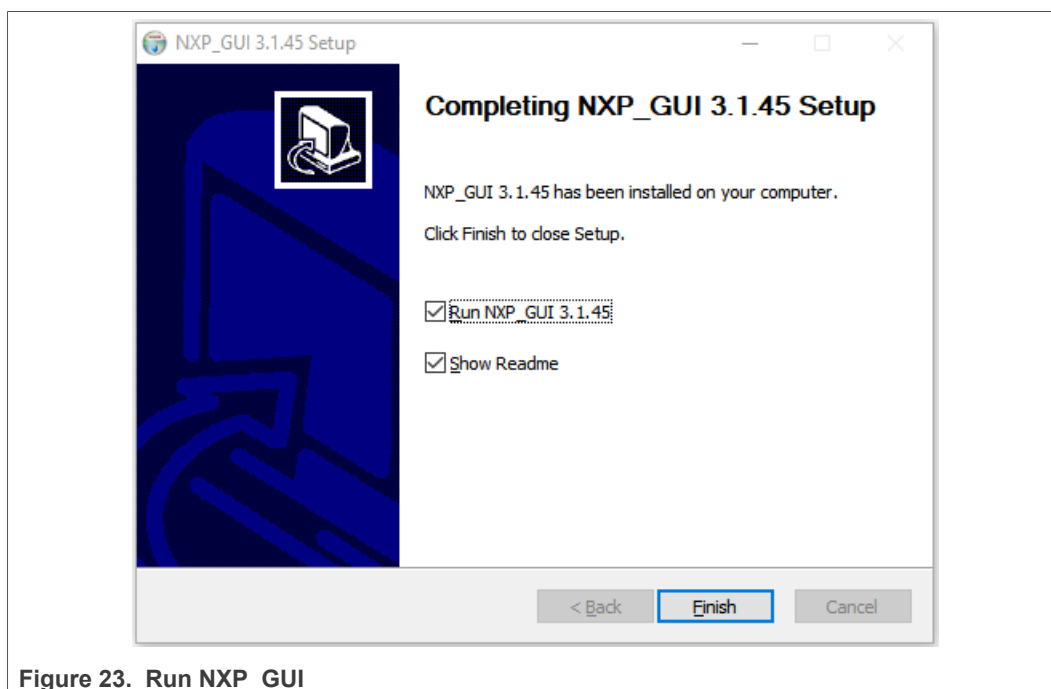 NXP_GUI 3.1.45 Setup
Completing NXP_GUI 3.1.45 Setup
NXP_GUI 3.1.45 has been installed on your computer.
Click Finish to close Setup.
Run NXP_GUI 3.1.45
Show Readme
< Back Finish Cancel
Figure 23. Run NXP_GUI